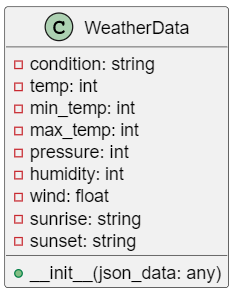 C WeatherData
condition: string
temp: int
min_temp: int
max_temp: int
pressure: int
humidity: int
wind: float
sunrise: string
sunset: string
__init__(json_data: any)